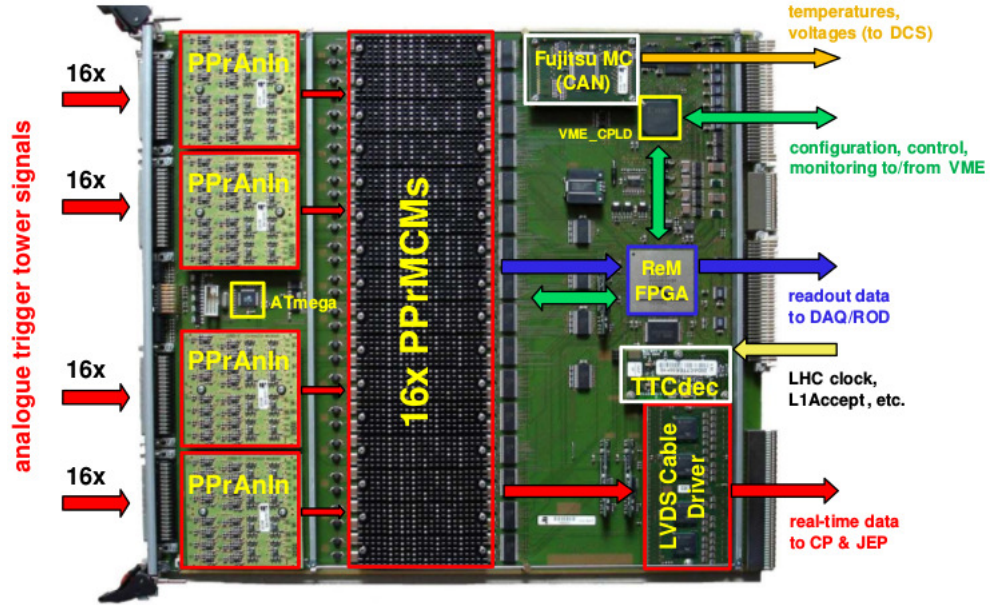 temperatures,
voltages (to DCS)
PPrAnIn
Fujitsu MC
(CAN)
16x
VME_CPLD
configuration, control,
monitoring to/from VME
PPrAnIn
16x
16x PPrMCMs
analogue trigger tower signals
ReM
FPGA
ATmega
readout data
to DAQ/ROD
PPrAnIn
16x
TTCdec
LHC clock,
L1Accept, etc.
PPrAnIn
16x
LVDS Cable
Driver
real-time data
to CP & JEP